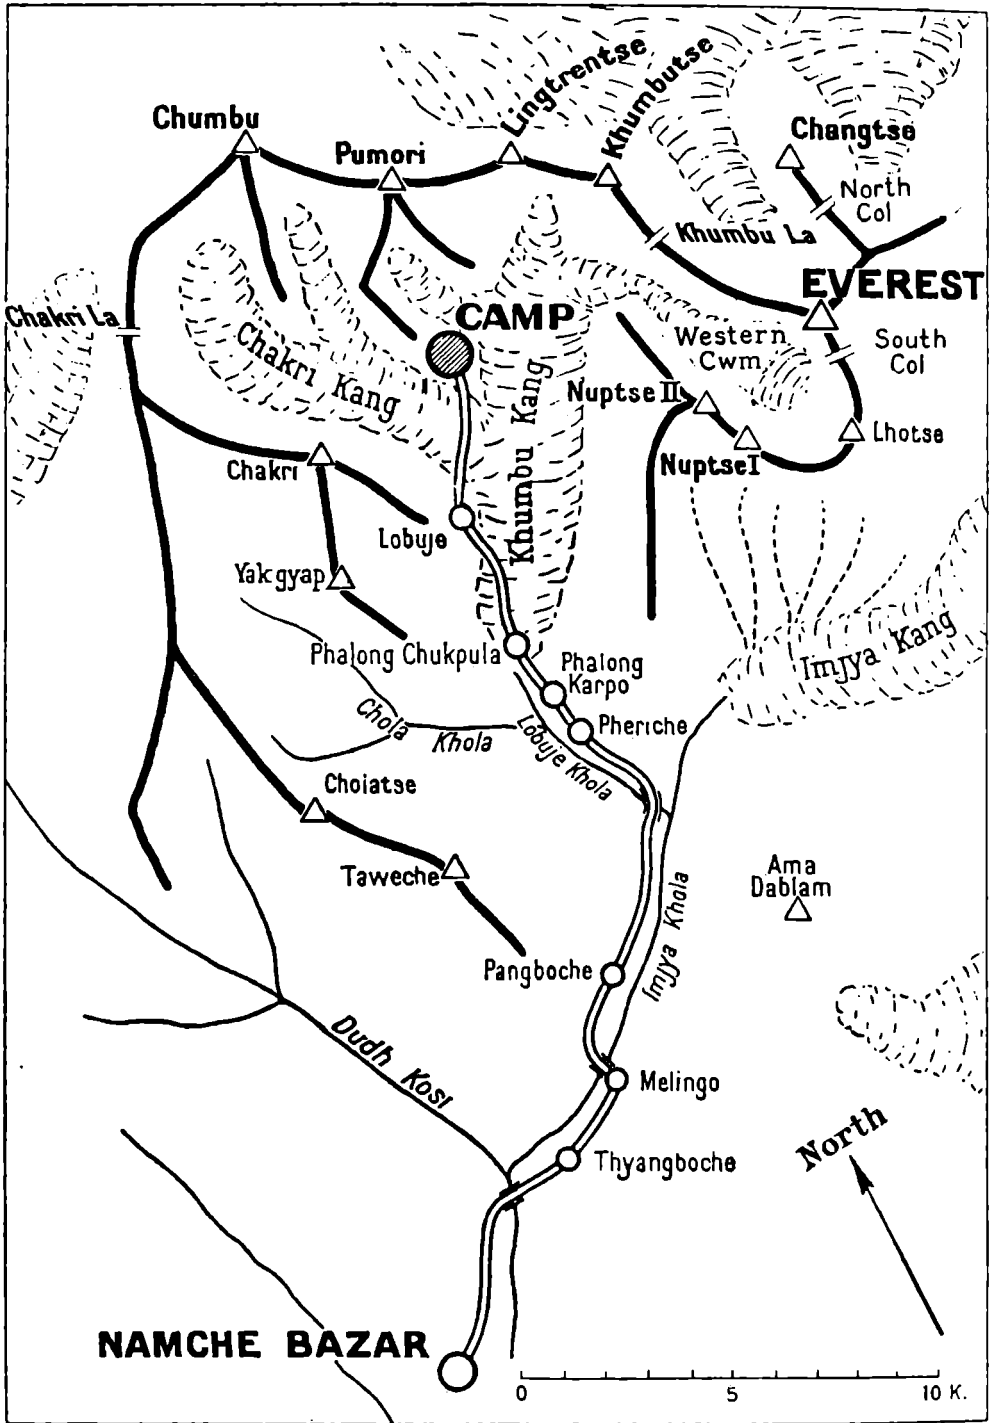 Lingtrentse
Khumbutse
Chumbu
Changtse
Pumori
North
Col
Khumbu La
EVEREST
Chakri La
CAMP
Western
Cwm
South
Col
Chakri Kang
Khumbu Kang
Nuptse II
Lhotse
Nuptse I
Chakri
Lobuje
Yakgyap
Phalong Chukpula
Imjya Kang
Phalong
Karpo
Chola
Khola
Lobuje Khola
Pheriche
Choiatse
Taweche
Ama
Dablam
Imjya Khola
Pangboche
Dudh Kosi
Melingo
North
Thyangboche
NAMCHE BAZAR
0 5 10 K.